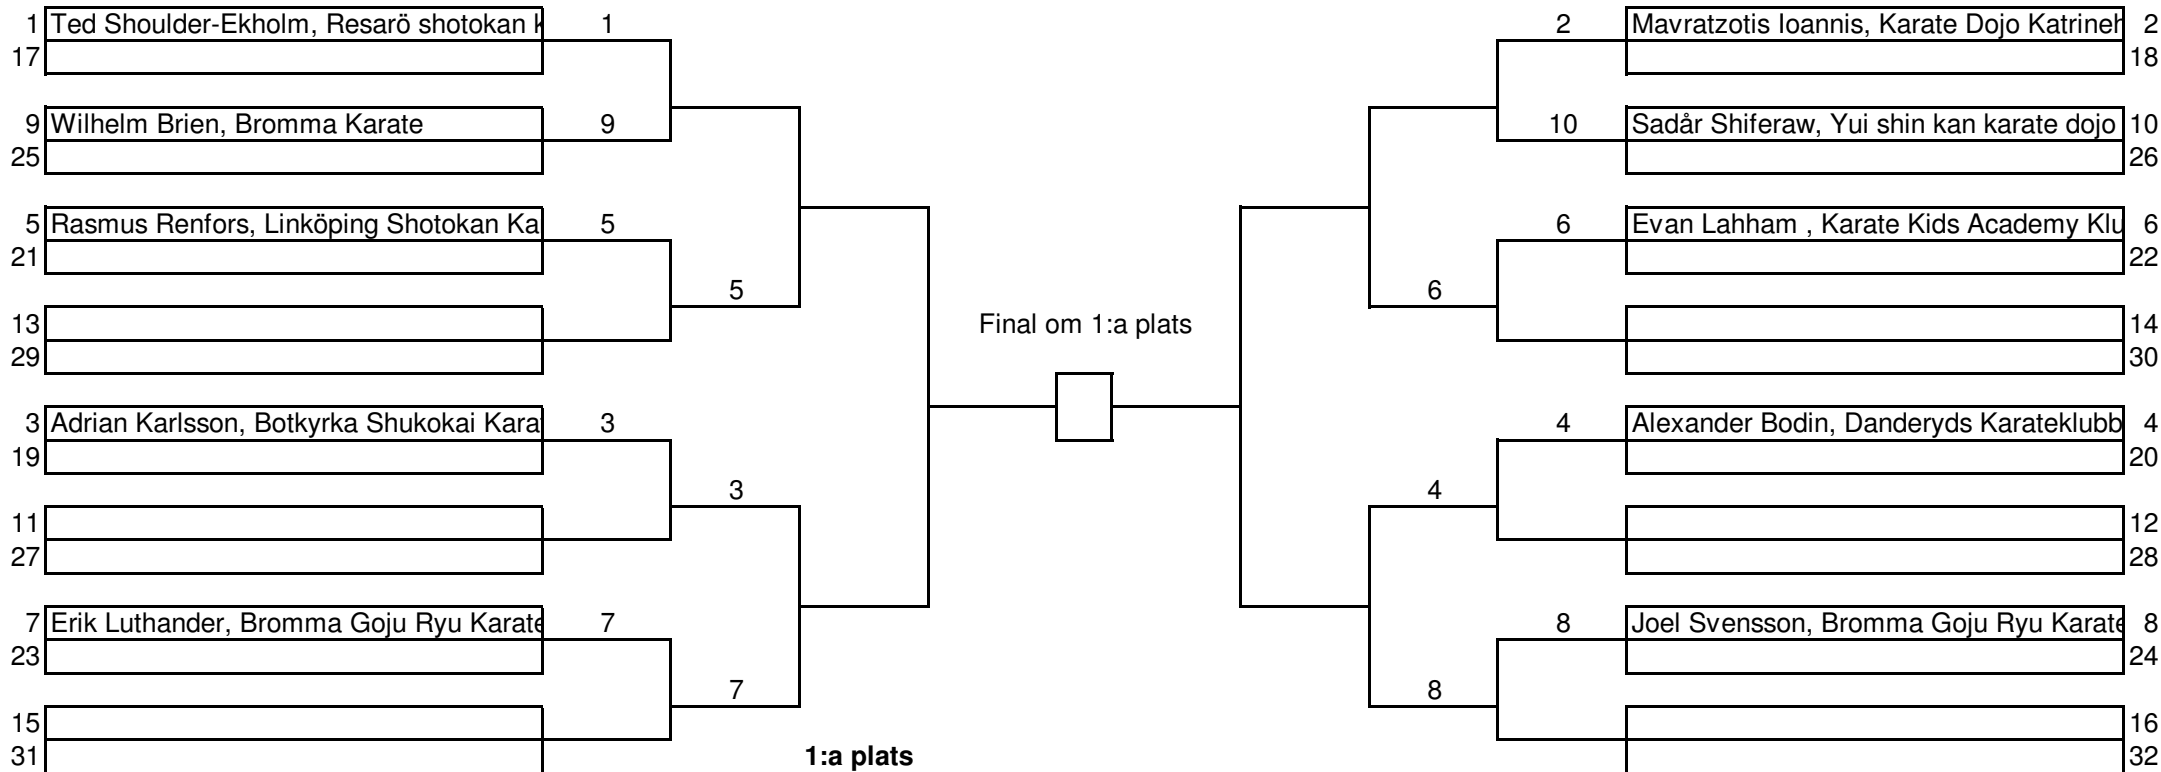 1 Ted Shoulder-Ekholm, Resarö shotokan k 1 2 Mavratzotis Ioannis, Karate Dojo Katrineh 2
17 18
9 Wilhelm Brien, Bromma Karate 9 10 Sadår Shiferaw, Yui shin kan karate dojo 10
25 26
5 Rasmus Renfors, Linköping Shotokan Ka 5 6 Evan Lahham , Karate Kids Academy Klu 6
21 22
5 6
13 Final om 1:a plats 14
29 30
3 Adrian Karlsson, Botkyrka Shukokai Karat 3 4 Alexander Bodin, Danderyds Karateklubb 4
19 20
3 4
11 12
27 28
7 Erik Luthander, Bromma Goju Ryu Karate 7 8 Joel Svensson, Bromma Goju Ryu Karate 8
23 24
7 8
15 16
31 1:a plats 32